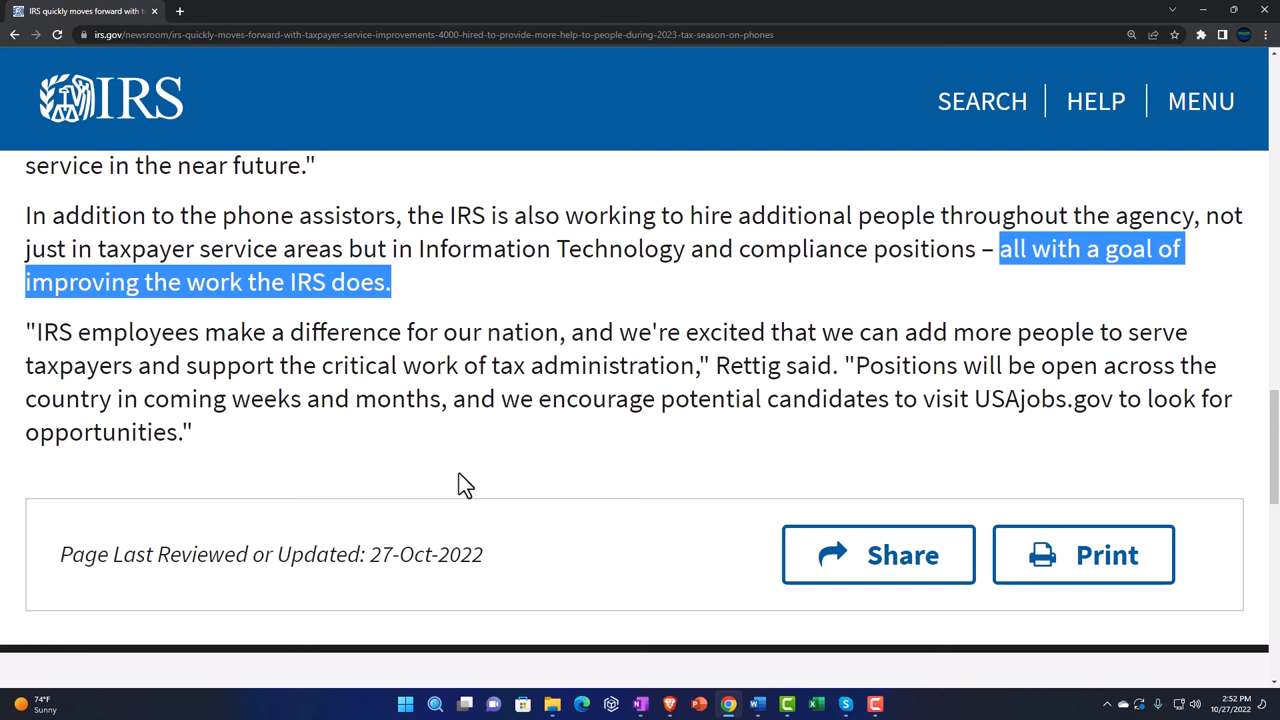 IRS quickly moves forward with t
irs.gov/newsroom/irs-quickly-moves-forward-with-taxpayer-service-improvements-4000-hired-to-provide-more-help-to-people-during-2023-tax-season-on-phones
IRS
SEARCH
HELP
MENU
service in the near future."
In addition to the phone assistors, the IRS is also working to hire additional people throughout the agency, not
just in taxpayer service areas but in Information Technology and compliance positions – all with a goal of
improving the work the IRS does.
"IRS employees make a difference for our nation, and we're excited that we can add more people to serve
taxpayers and support the critical work of tax administration," Rettig said. "Positions will be open across the
country in coming weeks and months, and we encourage potential candidates to visit USAjobs.gov to look for
opportunities."
Page Last Reviewed or Updated: 27-Oct-2022
Share
Print
74°F
Sunny
2:52 PM
10/27/2022